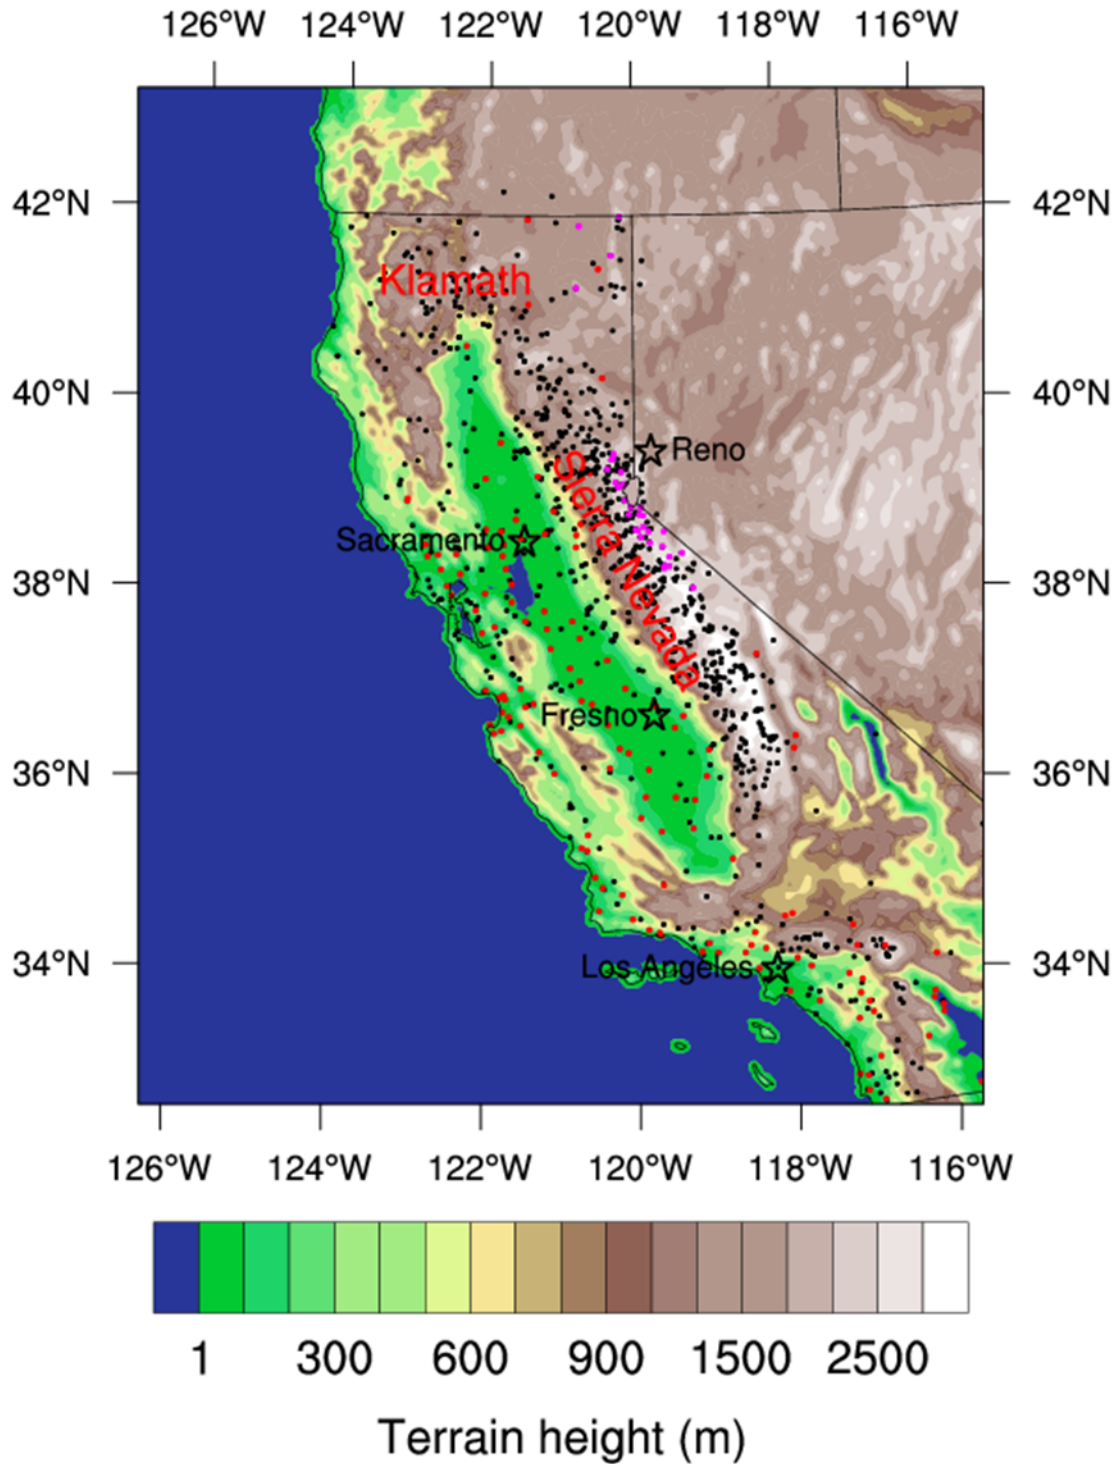 126°W 124°W 122°W 120°W 118°W 116°W
42°N 42°N
Klamath
40°N 40°N
Reno
Sierra Nevada
Sacramento
38°N 38°N
Fresno
36°N 36°N
34°N Los Angeles 34°N
126°W 124°W 122°W 120°W 118°W 116°W
1 300 600 900 1500 2500
Terrain height (m)